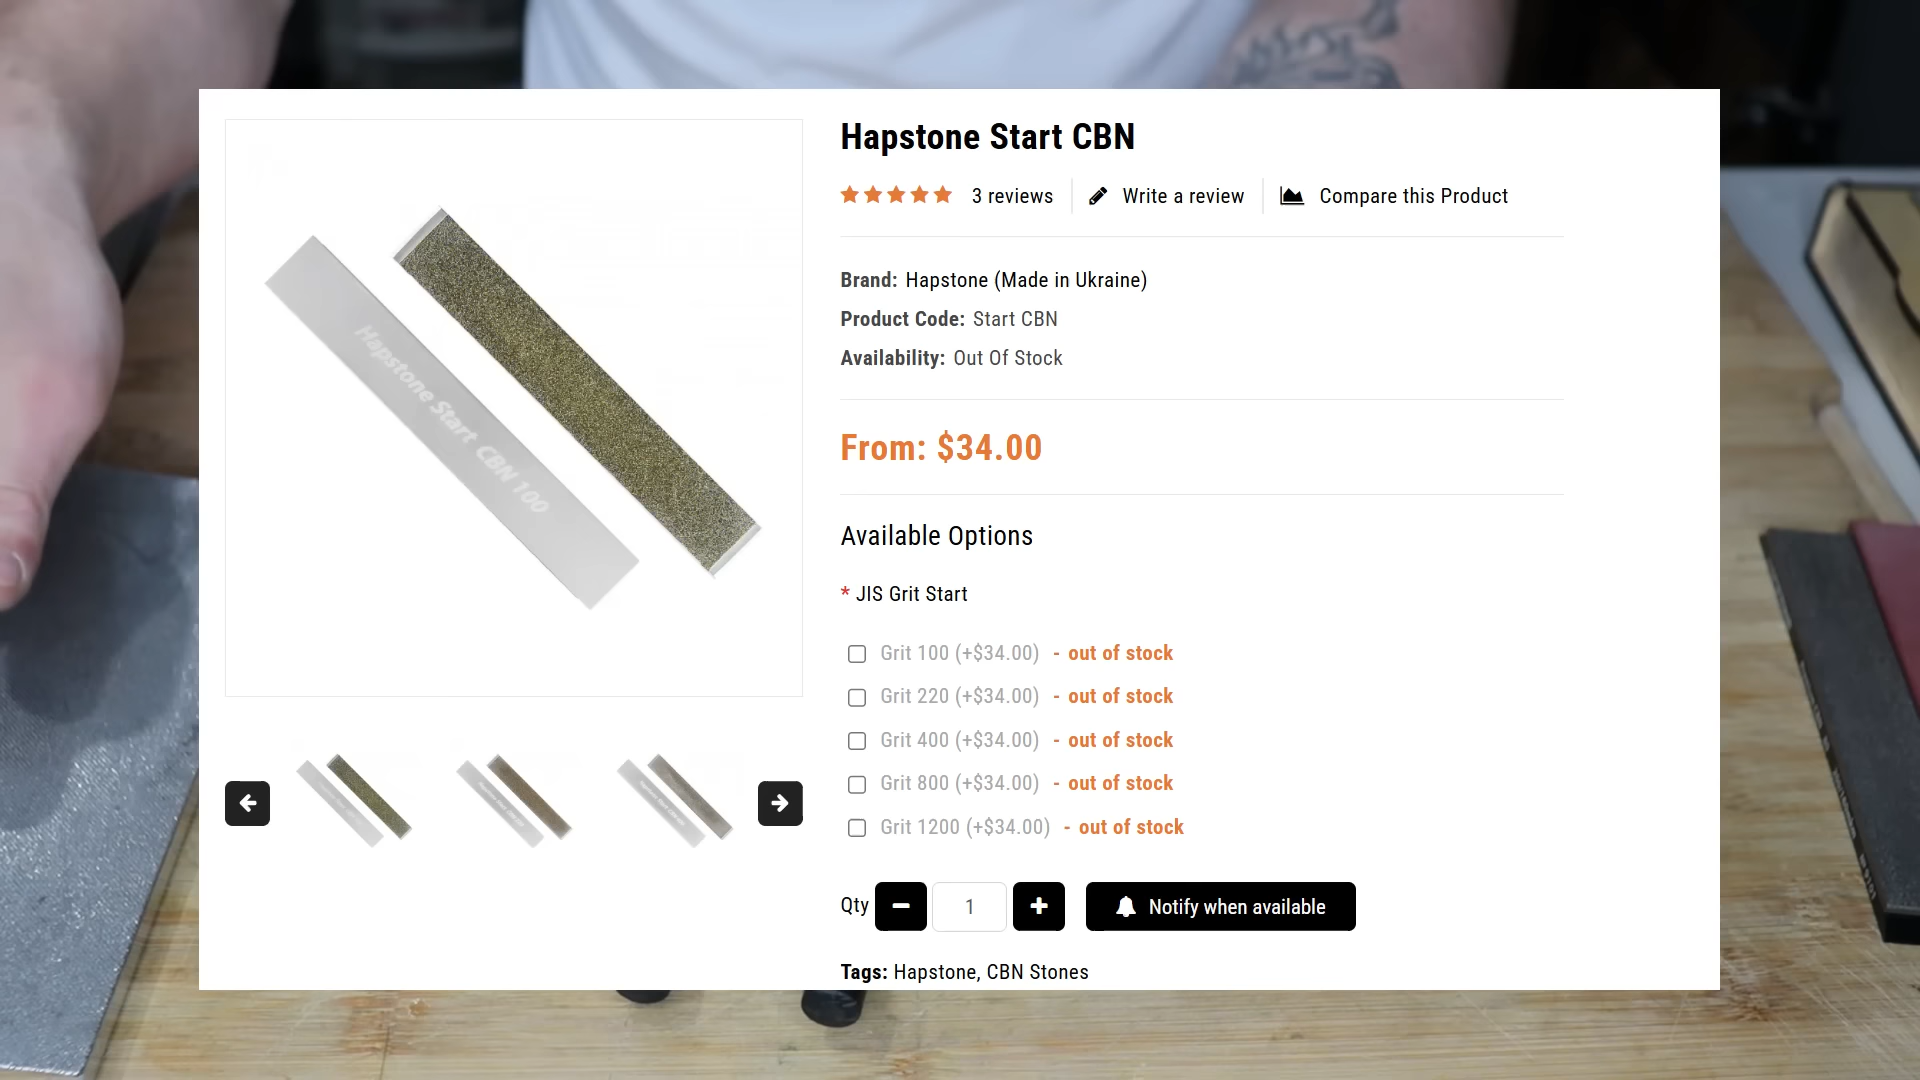 Hapstone Start CBN
3 reviews
Write a review
Compare this Product
Brand: Hapstone (Made in Ukraine)
Product Code: Start CBN
Availability: Out Of Stock
From: $34.00
Available Options
* JIS Grit Start
Grit 100 (+$34.00) - out of stock
Grit 220 (+$34.00) - out of stock
Grit 400 (+$34.00) - out of stock
Grit 800 (+$34.00) - out of stock
Grit 1200 (+$34.00) - out of stock
Qty
1
Notify when available
Tags: Hapstone, CBN Stones
Hapstone Start CBN 100